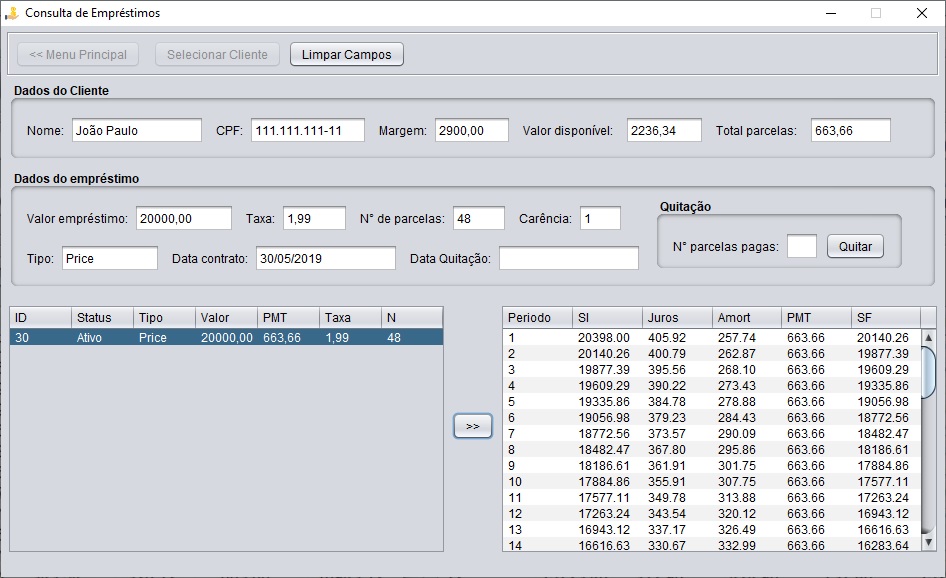 Consulta de Empréstimos
<< Menu Principal Selecionar Cliente Limpar Campos
Dados do Cliente
Nome: João Paulo CPF: 111.111.111-11 Margem: 2900,00 Valor disponível: 2236,34 Total parcelas: 663,66
Dados do empréstimo
Valor empréstimo: 20000,00 Taxa: 1,99 N° de parcelas: 48 Carência: 1
Tipo: Price Data contrato: 30/05/2019 Data Quitação:
Quitação
N° parcelas pagas: Quitar
ID Status Tipo Valor PMT Taxa N
30 Ativo Price 20000,00 663,66 1,99 48
>>
Periodo SI Juros Amort PMT SF
1 20398.00 405.92 257.74 663.66 20140.26
2 20140.26 400.79 262.87 663.66 19877.39
3 19877.39 395.56 268.10 663.66 19609.29
4 19609.29 390.22 273.43 663.66 19335.86
5 19335.86 384.78 278.88 663.66 19056.98
6 19056.98 379.23 284.43 663.66 18772.56
7 18772.56 373.57 290.09 663.66 18482.47
8 18482.47 367.80 295.86 663.66 18186.61
9 18186.61 361.91 301.75 663.66 17884.86
10 17884.86 355.91 307.75 663.66 17577.11
11 17577.11 349.78 313.88 663.66 17263.24
12 17263.24 343.54 320.12 663.66 16943.12
13 16943.12 337.17 326.49 663.66 16616.63
14 16616.63 330.67 332.99 663.66 16283.64